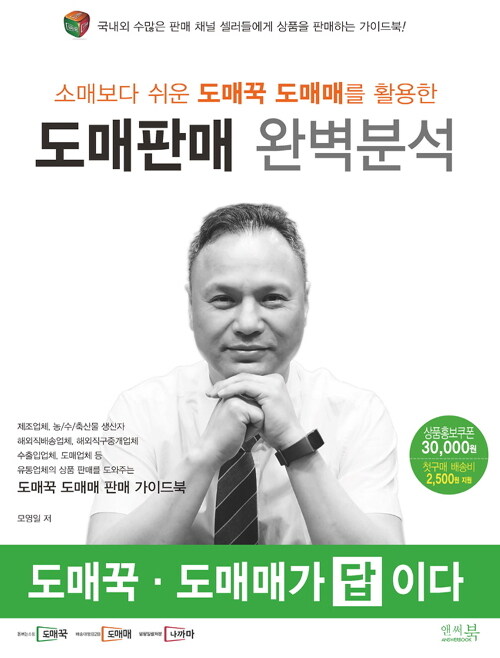 국내외 수많은 판매 채널 셀러들에게 상품을 판매하는 가이드북!
소매보다 쉬운 도매꾹 도매매를 활용한
도매판매 완벽분석
제조업체, 농/수/축산물 생산자
해외직배송업체, 해외직구중개업체
수출입업체, 도매업체 등
유통업체의 상품 판매를 도와주는
도매꾹 도매매 판매 가이드북
모영일 저
상품홍보쿠폰
30,000원
첫구매 배송비
2,500원 지원
도매꾹 · 도매매가 답 이다
도매꾹
도매매
나까마
앤써북
ANSWERBOOK